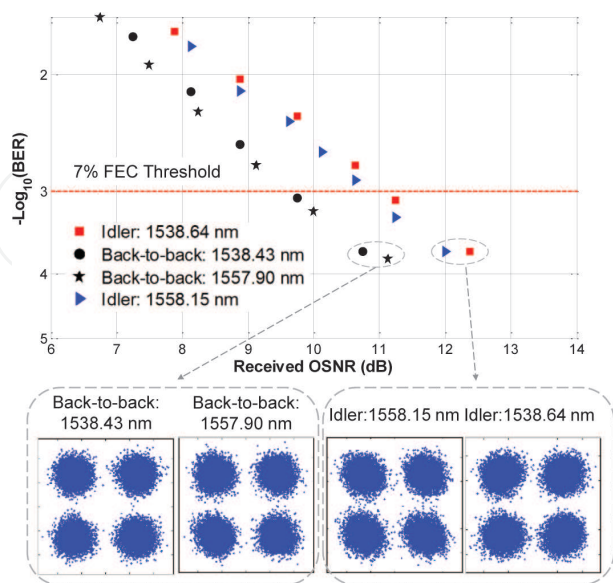 2
7% FEC Threshold
3
-Log10(BER)
Idler: 1538.64 nm
Back-to-back: 1538.43 nm
Back-to-back: 1557.90 nm
Idler: 1558.15 nm
4
5
6 7 8 9 10 11 12 13 14
Received OSNR (dB)
Back-to-back: Back-to-back:
1538.43 nm 1557.90 nm
Idler:1558.15 nm Idler:1538.64 nm